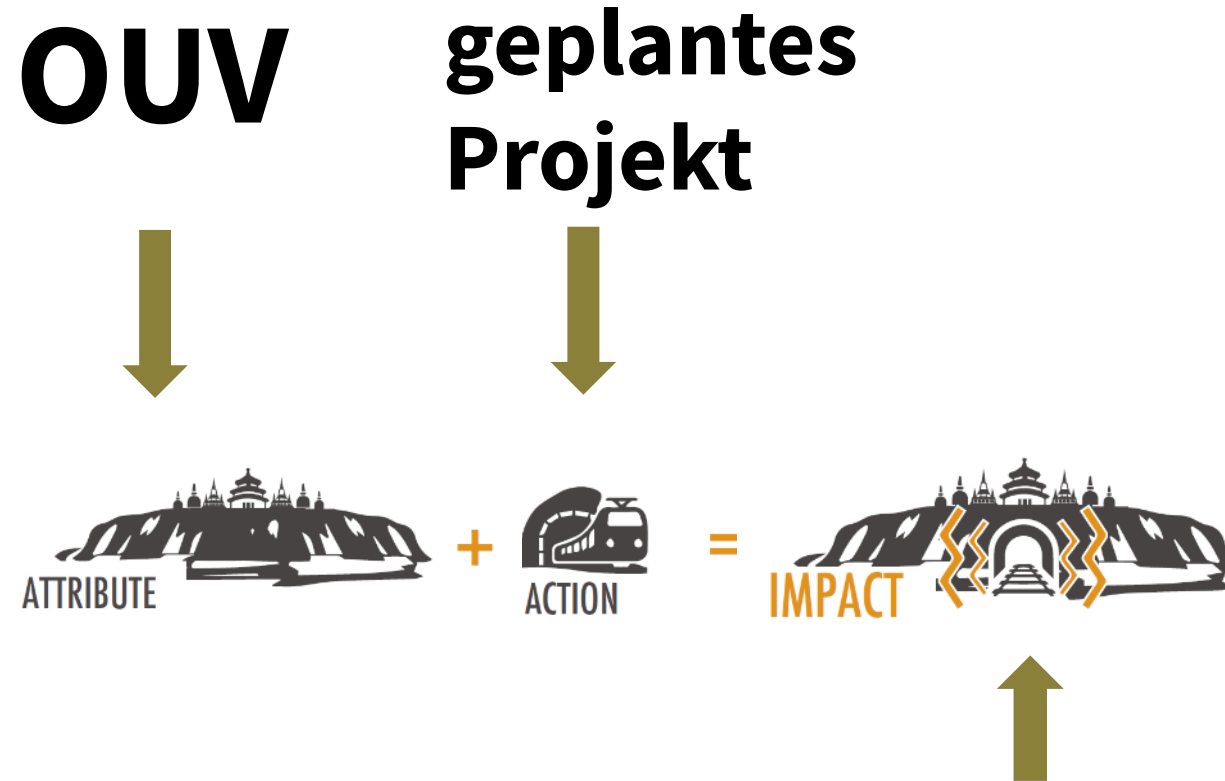 OUV
geplantes
Projekt
ATTRIBUTE
+
ACTION
=
IMPACT